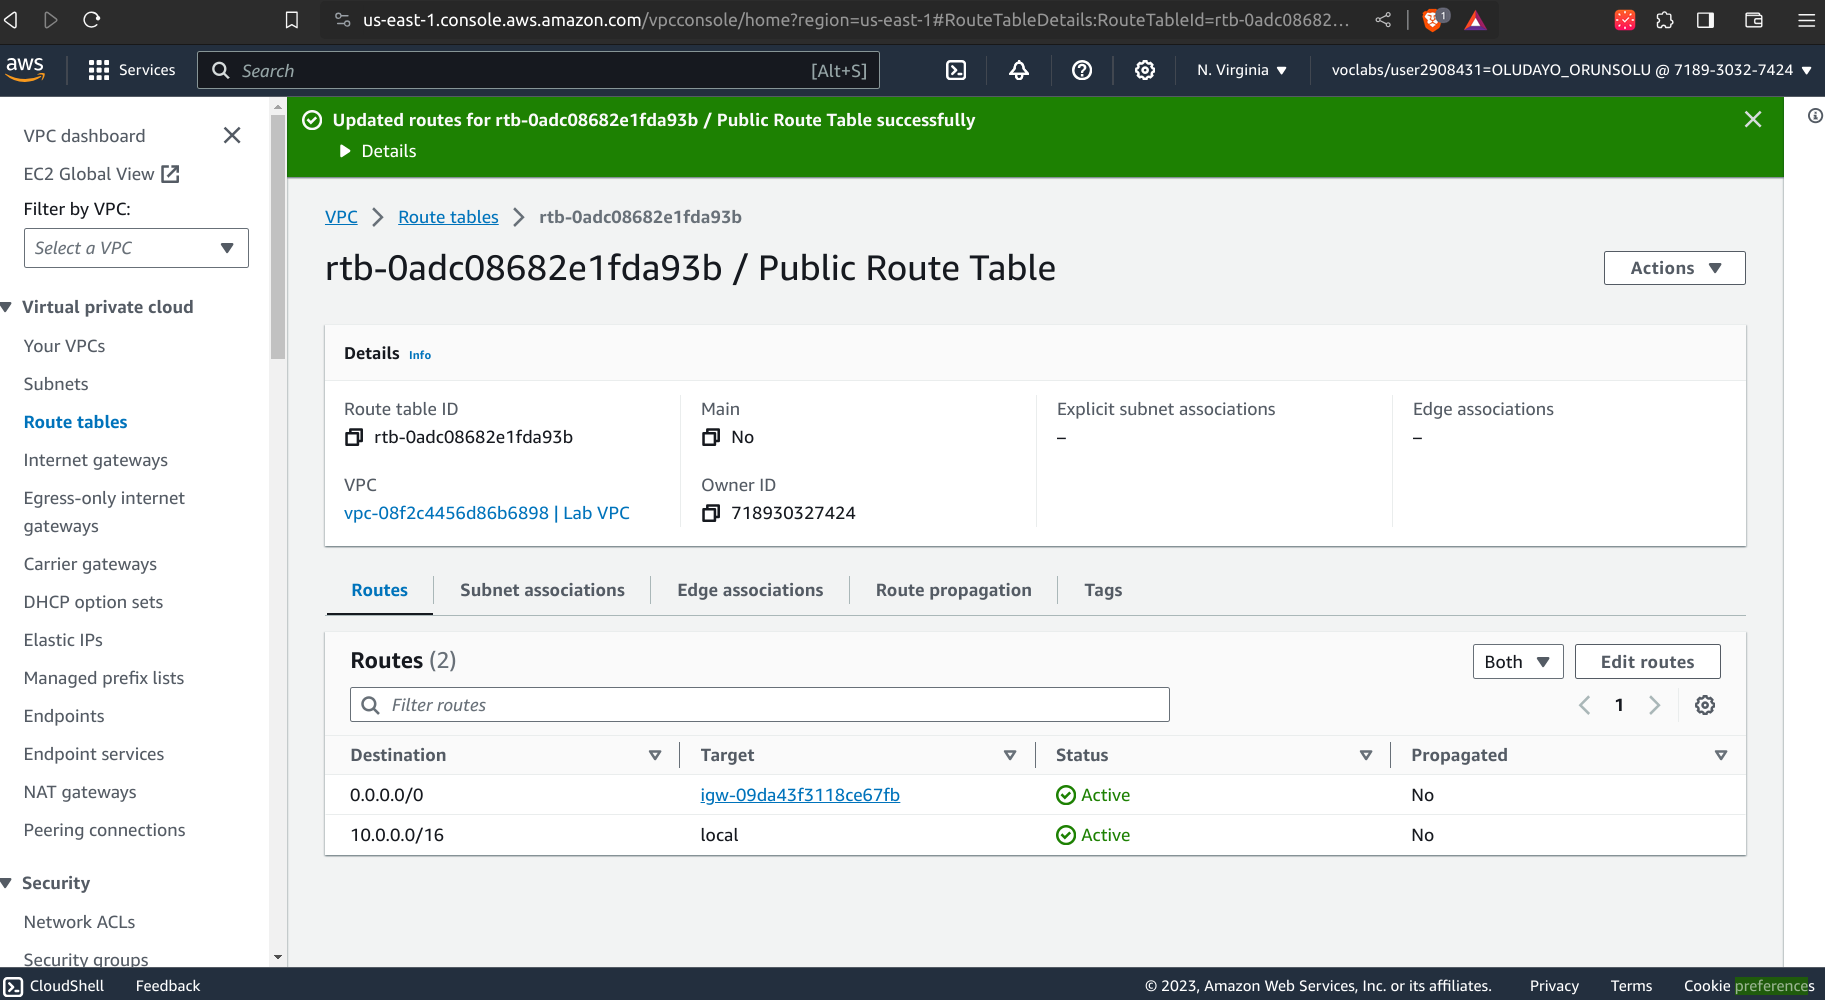 us-east-1.console.aws.amazon.com/vpcconsole/home?region=us-east-1#RouteTableDetails:RouteTableId=rtb-0adc08682... 1
aws Services Search [Alt+S] N. Virginia voclabs/user2908431=OLUDAYO_ORUNSOLU @ 7189-3032-7424
VPC dashboard
EC2 Global View
Filter by VPC:
Select a VPC
Virtual private cloud
Your VPCs
Subnets
Route tables
Internet gateways
Egress-only internet
gateways
Carrier gateways
DHCP option sets
Elastic IPs
Managed prefix lists
Endpoints
Endpoint services
NAT gateways
Peering connections
Security
Network ACLs
Security groups
Updated routes for rtb-0adc08682e1fda93b / Public Route Table successfully
Details
VPC Route tables rtb-0adc08682e1fda93b
rtb-0adc08682e1fda93b / Public Route Table
Actions
Details Info
Route table ID Main Explicit subnet associations Edge associations
rtb-0adc08682e1fda93b No – –
VPC Owner ID
vpc-08f2c4456d86b6898 | Lab VPC 718930327424
Routes Subnet associations Edge associations Route propagation Tags
Routes (2) Both Edit routes
Filter routes 1
Destination Target Status Propagated
0.0.0.0/0 igw-09da43f3118ce67fb Active No
10.0.0.0/16 local Active No
CloudShell Feedback © 2023, Amazon Web Services, Inc. or its affiliates. Privacy Terms Cookie preferences